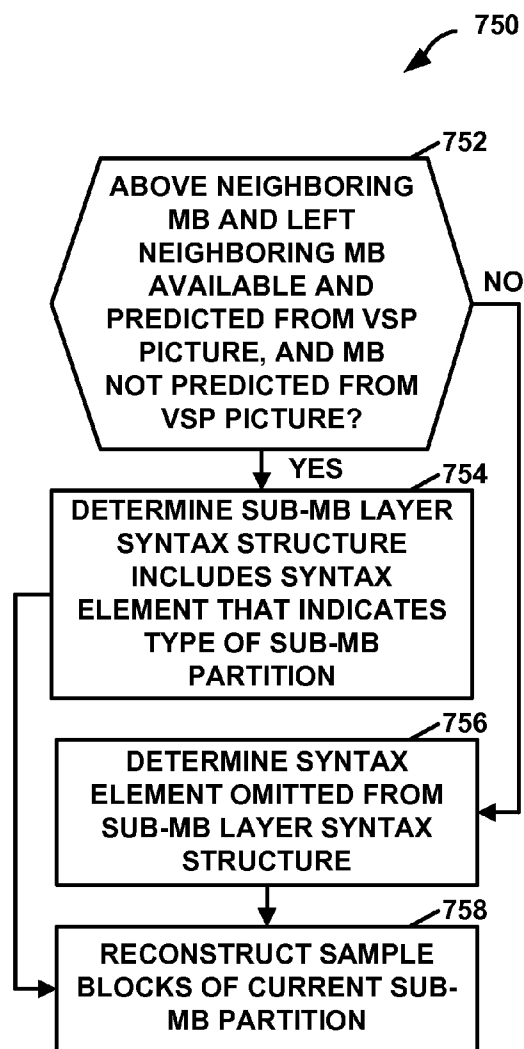 750
752
ABOVE NEIGHBORING
MB AND LEFT
NEIGHBORING MB
AVAILABLE AND
PREDICTED FROM VSP
PICTURE, AND MB
NOT PREDICTED FROM
VSP PICTURE?
NO
YES
754
DETERMINE SUB-MB LAYER
SYNTAX STRUCTURE
INCLUDES SYNTAX
ELEMENT THAT INDICATES
TYPE OF SUB-MB
PARTITION
756
DETERMINE SYNTAX
ELEMENT OMITTED FROM
SUB-MB LAYER SYNTAX
STRUCTURE
758
RECONSTRUCT SAMPLE
BLOCKS OF CURRENT SUB-
MB PARTITION